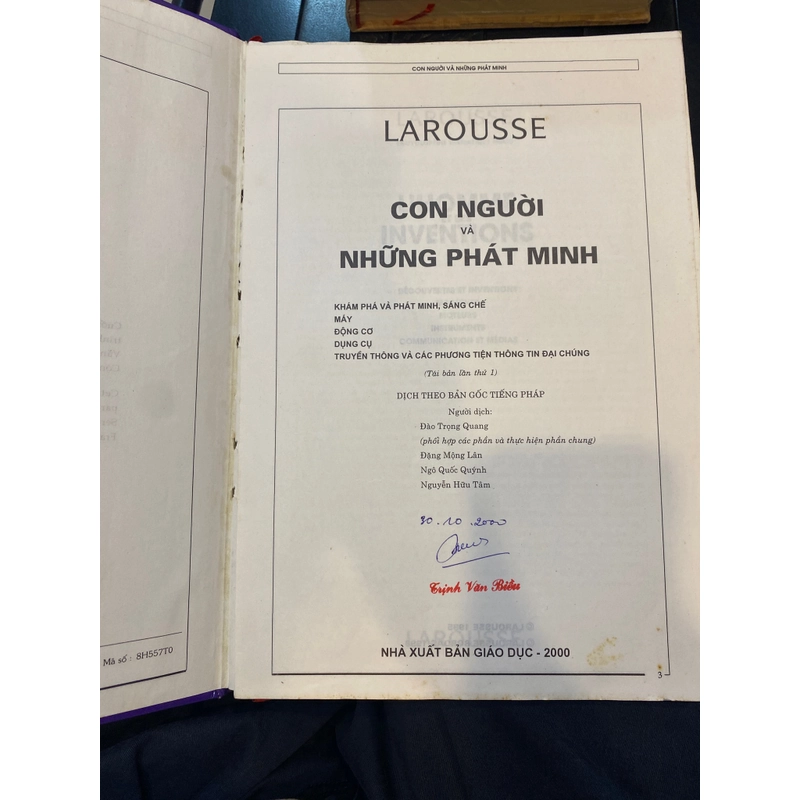 CON NGƯỜI VÀ NHỮNG PHÁT MINH
LAROUSSE
CON NGƯỜI
VÀ
NHỮNG PHÁT MINH
KHÁM PHÁ VÀ PHÁT MINH, SÁNG CHẾ
MÁY
ĐỘNG CƠ
DỤNG CỤ
TRUYỀN THÔNG VÀ CÁC PHƯƠNG TIỆN THÔNG TIN ĐẠI CHÚNG
(Tái bản lần thứ 1)
DỊCH THEO BẢN GỐC TIẾNG PHÁP
Người dịch:
Đào Trọng Quang
(phối hợp các phần và thực hiện phần chung)
Đặng Mộng Lân
Ngô Quốc Quýnh
Nguyễn Hữu Tâm
30.10.2000
Trịnh Văn Biều
NHÀ XUẤT BẢN GIÁO DỤC - 2000
3
Mã số : 8H557T0